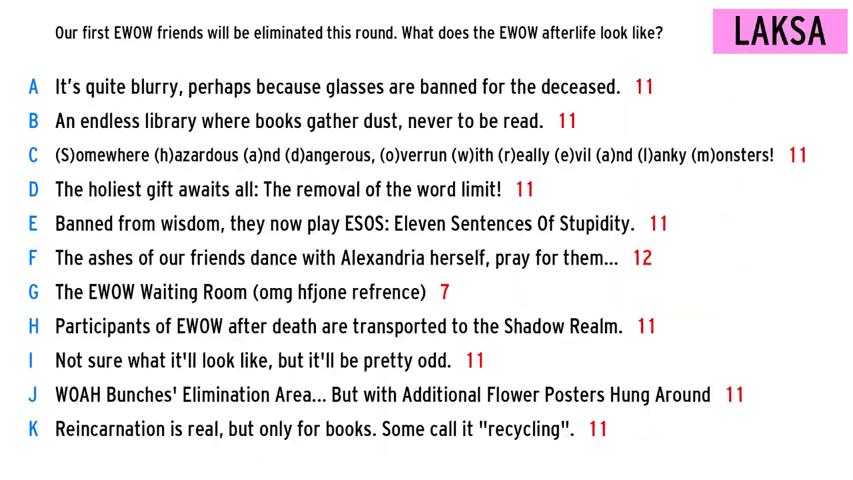 Our first EWOW friends will be eliminated this round. What does the EWOW afterlife look like?
LAKSA
A It's quite blurry, perhaps because glasses are banned for the deceased. 11
B An endless library where books gather dust, never to be read. 11
C (S)omewhere (h)azardous (a)nd (d)angerous, (o)verrun (w)ith (r)eally (e)vil (a)nd (l)anky (m)onsters! 11
D The holiest gift awaits all: The removal of the word limit! 11
E Banned from wisdom, they now play ESOS: Eleven Sentences Of Stupidity. 11
F The ashes of our friends dance with Alexandria herself, pray for them... 12
G The EWOW Waiting Room (omg hfjone refrence) 7
H Participants of EWOW after death are transported to the Shadow Realm. 11
I Not sure what it'll look like, but it'll be pretty odd. 11
J WOAH Bunches' Elimination Area... But with Additional Flower Posters Hung Around 11
K Reincarnation is real, but only for books. Some call it "recycling". 11